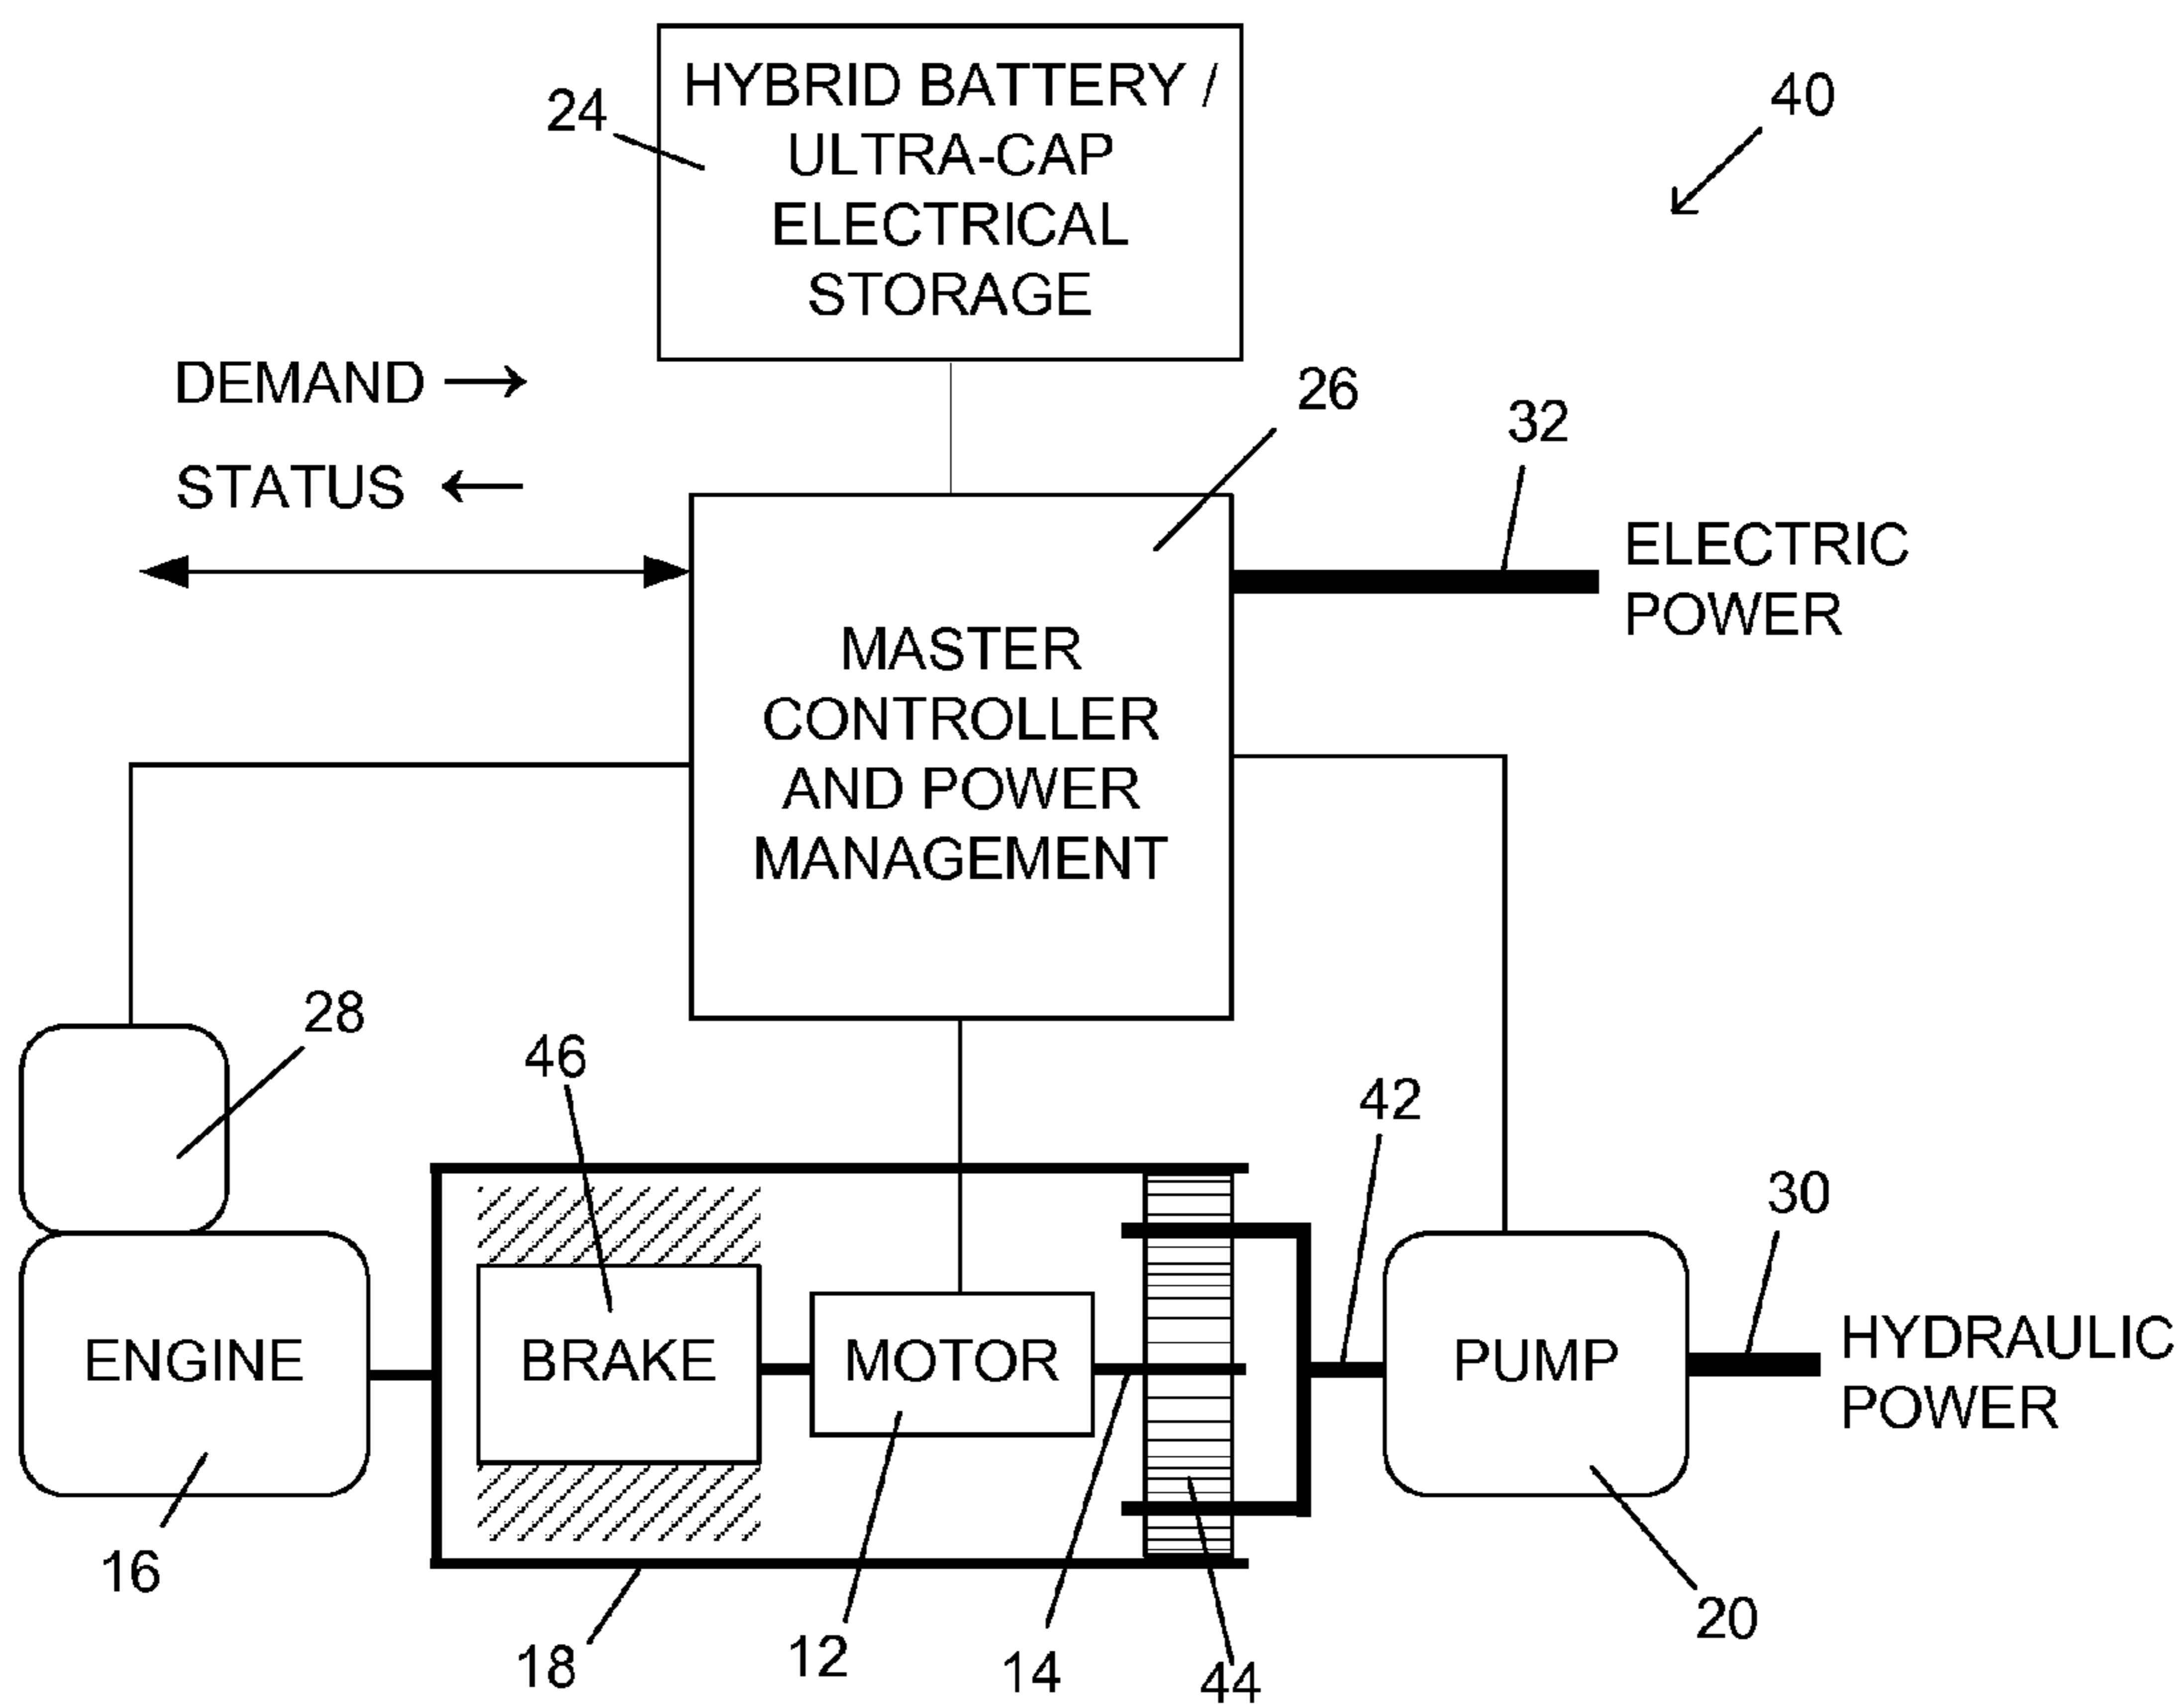 HYBRID BATTERY /
ULTRA-CAP
ELECTRICAL
STORAGE
24
40
DEMAND →
STATUS ←
26
32
ELECTRIC
POWER
MASTER
CONTROLLER
AND POWER
MANAGEMENT
28
46
42
30
ENGINE
BRAKE
MOTOR
PUMP
HYDRAULIC
POWER
16
18
12
14
44
20